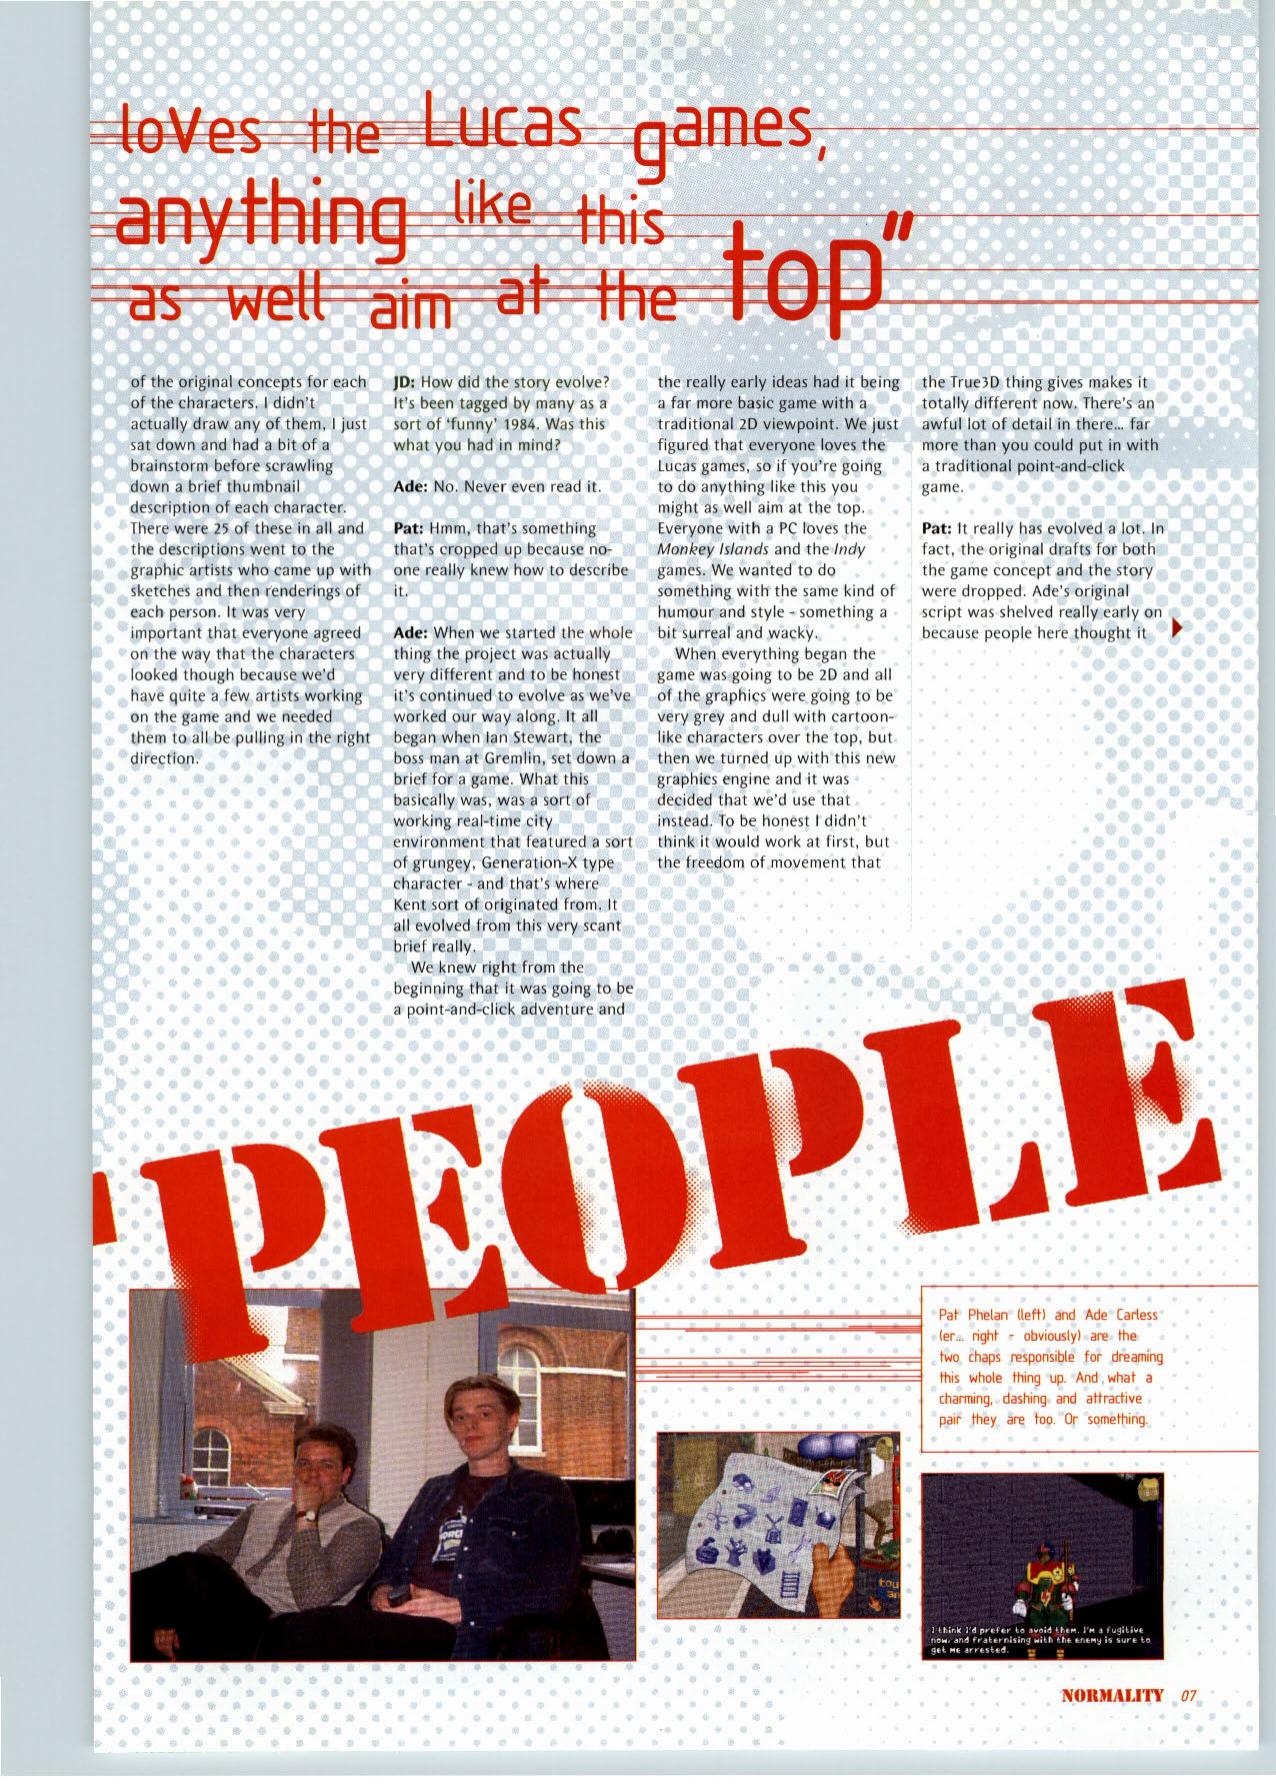 loVes the Lucas games,
anything like this
as well aim at the top"
of the original concepts for each
of the characters. I didn't
actually draw any of them, I just
sat down and had a bit of a
brainstorm before scrawling
down a brief thumbnail
description of each character.
There were 25 of these in all and
the descriptions went to the
graphic artists who came up with
sketches and then renderings of
each person. It was very
important that everyone agreed
on the way that the characters
looked though because we'd
have quite a few artists working
on the game and we needed
them to all be pulling in the right
direction.
JD: How did the story evolve?
It's been tagged by many as a
sort of 'funny' 1984. Was this
what you had in mind?
Ade: No. Never even read it.
Pat: Hmm, that's something
that's cropped up because no-
one really knew how to describe
it.
Ade: When we started the whole
thing the project was actually
very different and to be honest
it's continued to evolve as we've
worked our way along. It all
began when Ian Stewart, the
boss man at Gremlin, set down a
brief for a game. What this
basically was, was a sort of
working real-time city
environment that featured a sort
of grungey, Generation-X type
character - and that's where
Kent sort of originated from. It
all evolved from this very scant
brief really.
We knew right from the
beginning that it was going to be
a point-and-click adventure and
the really early ideas had it being
a far more basic game with a
traditional 2D viewpoint. We just
figured that everyone loves the
Lucas games, so if you're going
to do anything like this you
might as well aim at the top.
Everyone with a PC loves the
Monkey Islands and the Indy
games. We wanted to do
something with the same kind of
humour and style - something a
bit surreal and wacky.
When everything began the
game was going to be 2D and all
of the graphics were going to be
very grey and dull with cartoon-
like characters over the top, but
then we turned up with this new
graphics engine and it was
decided that we'd use that
instead. To be honest I didn't
think it would work at first, but
the freedom of movement that
the True3D thing gives makes it
totally different now. There's an
awful lot of detail in there... far
more than you could put in with
a traditional point-and-click
game.
Pat: It really has evolved a lot. In
fact, the original drafts for both
the game concept and the story
were dropped. Ade's original
script was shelved really early on
because people here thought it
PEOPLE
Pat Phelan (left) and Ade Carless
(er... right - obviously) are the
two chaps responsible for dreaming
this whole thing up. And what a
charming, dashing and attractive
pair they are too. Or something.
I think I'd prefer to avoid them. I'm a fugitive
now, and fraternising with the enemy is sure to
get me arrested.
NORMALITY 07